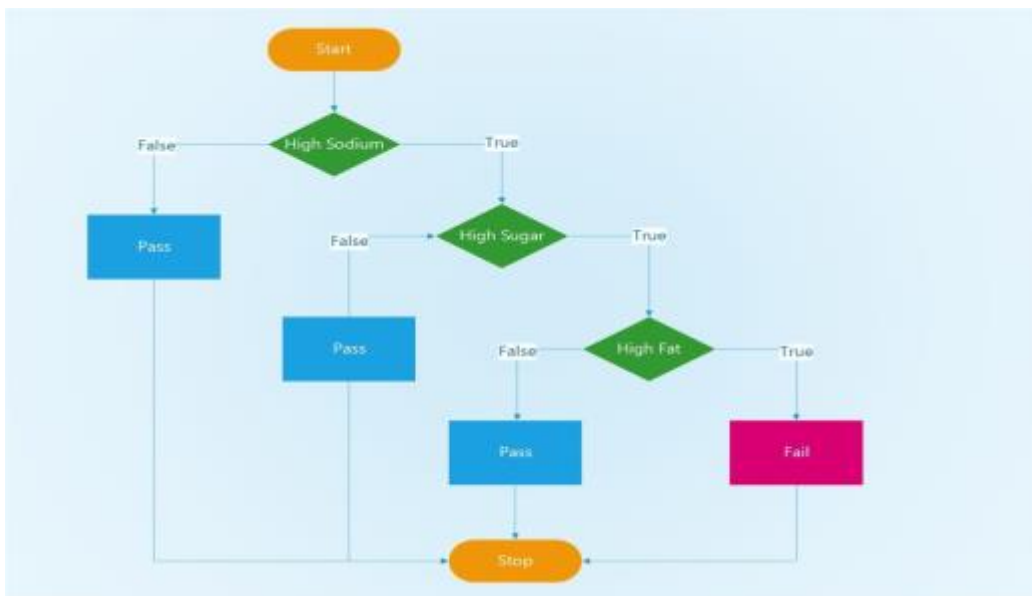 Start
High Sodium
False
True
Pass
High Sugar
False
True
Pass
High Fat
False
True
Pass
Fail
Stop